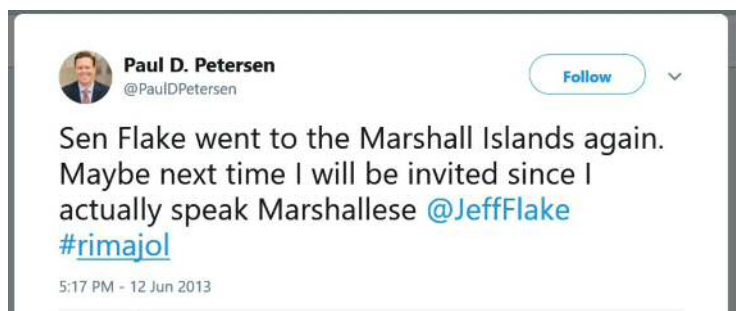 Paul D. Petersen
@PaulDPetersen
Follow
Sen Flake went to the Marshall Islands again.
Maybe next time I will be invited since I
actually speak Marshallese @JeffFlake
#rimajol
5:17 PM - 12 Jun 2013